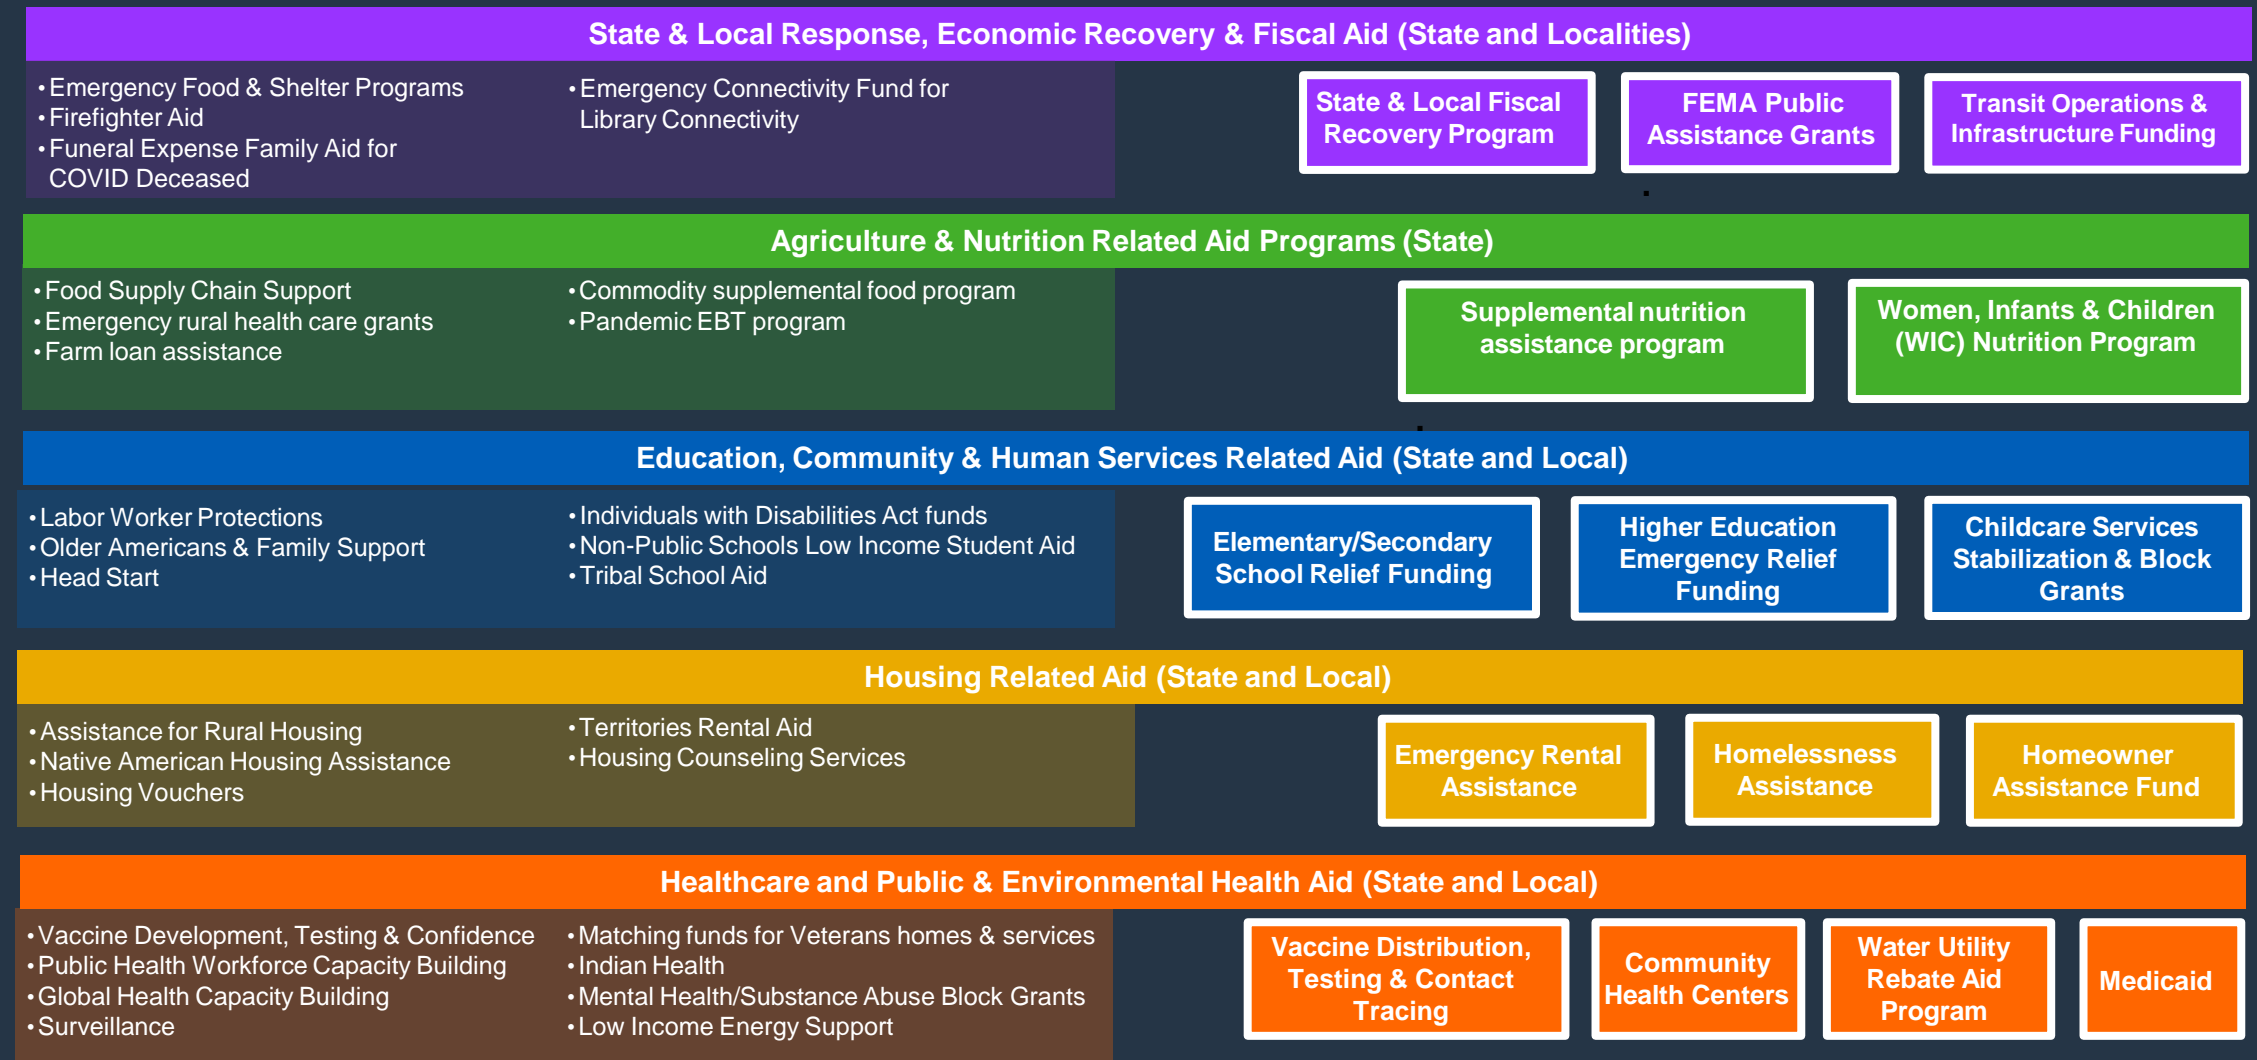 State & Local Response, Economic Recovery & Fiscal Aid (State and Localities)
• Emergency Food & Shelter Programs
• Firefighter Aid
• Funeral Expense Family Aid for
COVID Deceased
• Emergency Connectivity Fund for
Library Connectivity
State & Local Fiscal
Recovery Program
FEMA Public
Assistance Grants
Transit Operations &
Infrastructure Funding
.
Agriculture & Nutrition Related Aid Programs (State)
• Food Supply Chain Support
• Emergency rural health care grants
• Farm loan assistance
• Commodity supplemental food program
• Pandemic EBT program
Supplemental nutrition
assistance program
Women, Infants & Children
(WIC) Nutrition Program
.
Education, Community & Human Services Related Aid (State and Local)
• Labor Worker Protections
• Older Americans & Family Support
• Head Start
• Individuals with Disabilities Act funds
• Non-Public Schools Low Income Student Aid
• Tribal School Aid
Elementary/Secondary
School Relief Funding
Higher Education
Emergency Relief
Funding
Childcare Services
Stabilization & Block
Grants
Housing Related Aid (State and Local)
• Assistance for Rural Housing
• Native American Housing Assistance
• Housing Vouchers
• Territories Rental Aid
• Housing Counseling Services
Emergency Rental
Assistance
Homelessness
Assistance
Homeowner
Assistance Fund
Healthcare and Public & Environmental Health Aid (State and Local)
• Vaccine Development, Testing & Confidence
• Public Health Workforce Capacity Building
• Global Health Capacity Building
• Surveillance
• Matching funds for Veterans homes & services
• Indian Health
• Mental Health/Substance Abuse Block Grants
• Low Income Energy Support
Vaccine Distribution,
Testing & Contact
Tracing
Community
Health Centers
Water Utility
Rebate Aid
Program
Medicaid